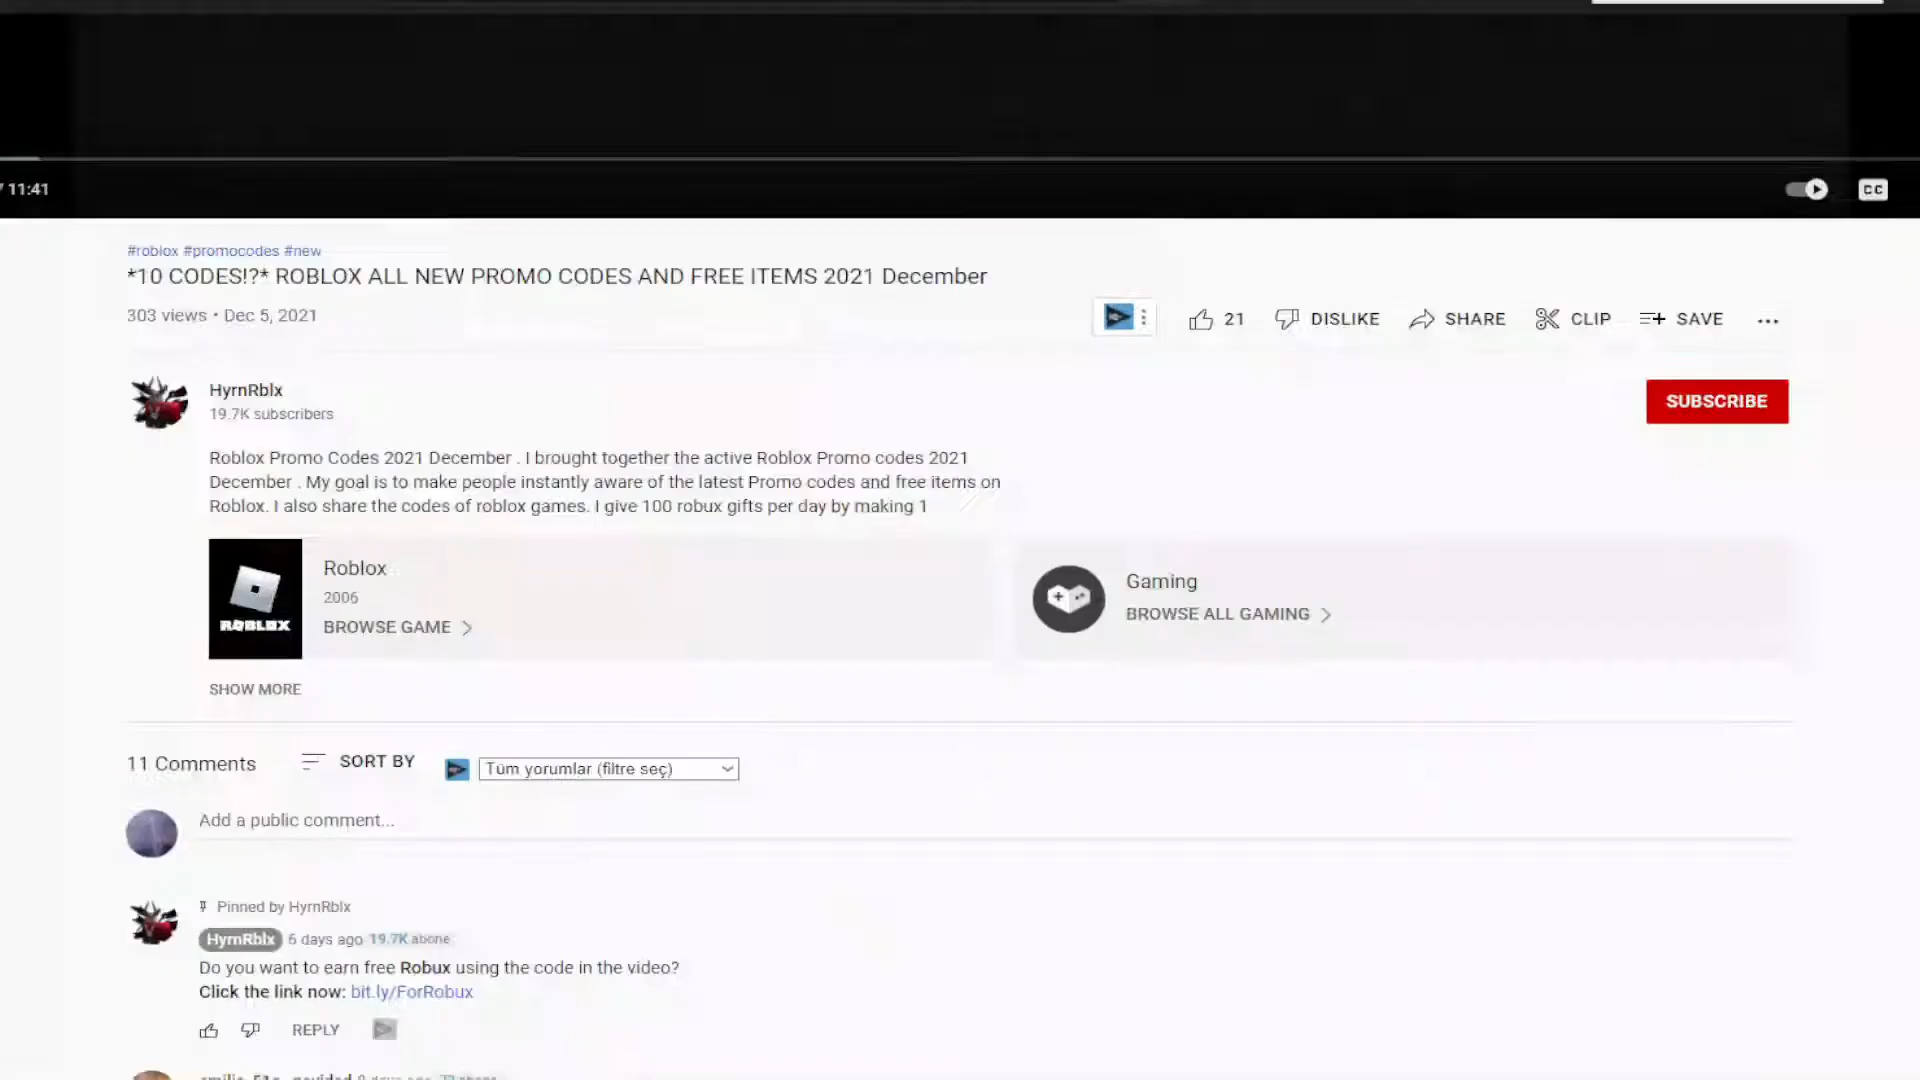 / 11:41
CC
#roblox #promocodes #new
*10 CODES!?* ROBLOX ALL NEW PROMO CODES AND FREE ITEMS 2021 December
303 views • Dec 5, 2021
21 DISLIKE SHARE CLIP SAVE ...
HyrnRblx
19.7K subscribers
SUBSCRIBE
Roblox Promo Codes 2021 December . I brought together the active Roblox Promo codes 2021
December . My goal is to make people instantly aware of the latest Promo codes and free items on
Roblox. I also share the codes of roblox games. I give 100 robux gifts per day by making 1
ROBLOX
Roblox
2006
BROWSE GAME
Gaming
BROWSE ALL GAMING
SHOW MORE
11 Comments SORT BY Tüm yorumlar (filtre seç)
Add a public comment...
Pinned by HyrnRblx
HyrnRblx 6 days ago 19.7K abone
Do you want to earn free Robux using the code in the video?
Click the link now: bit.ly/ForRobux
REPLY